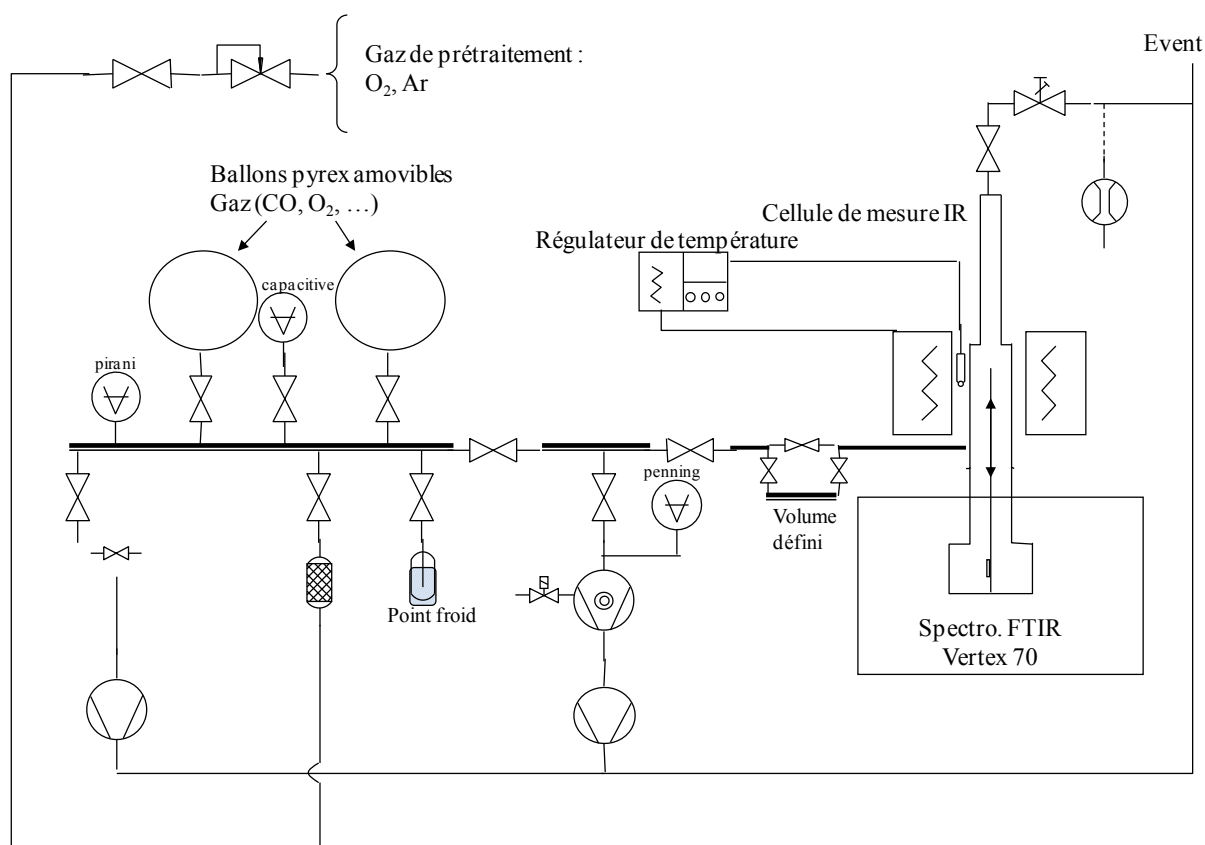 Gaz de prétraitement :
O₂, Ar
Event
Ballons pyrex amovibles
Gaz (CO, O₂, …)
Cellule de mesure IR
Régulateur de température
capacitive
pirani
penning
Volume
défini
Point froid
Spectro. FTIR
Vertex 70